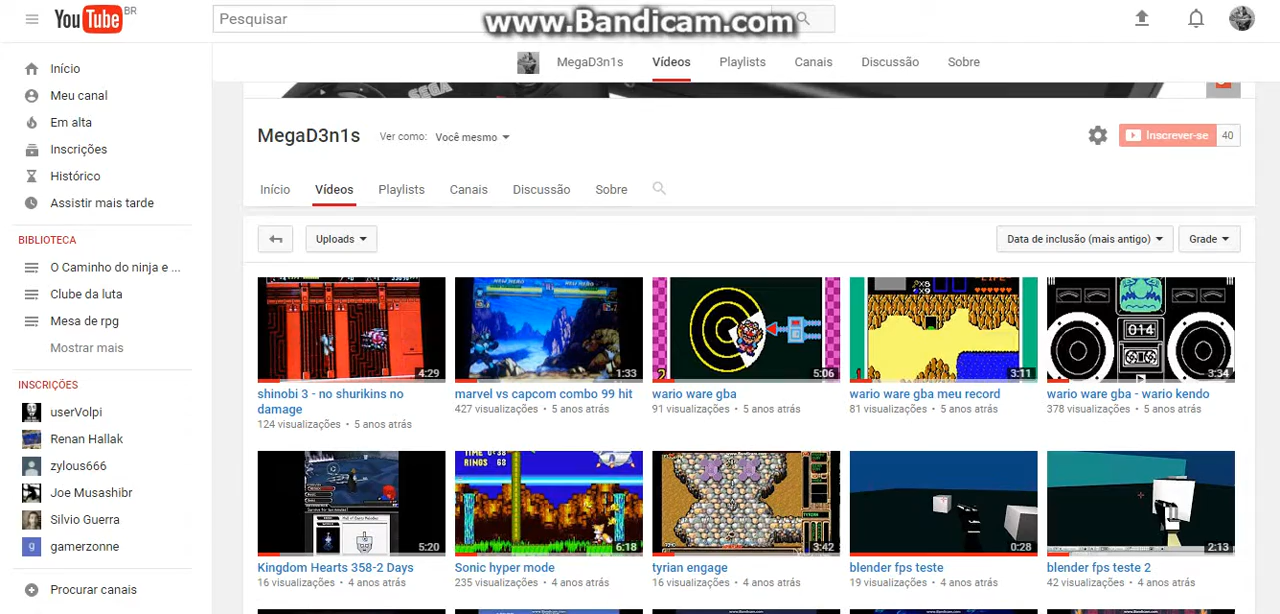 YouTube BR
Pesquisar
www.Bandicam.com
MegaD3n1s Vídeos Playlists Canais Discussão Sobre
Início
Meu canal
Em alta
Inscrições
Histórico
Assistir mais tarde
BIBLIOTECA
O Caminho do ninja e ...
Clube da luta
Mesa de rpg
Mostrar mais
INSCRIÇÕES
userVolpi
Renan Hallak
zylous666
Joe Musashibr
Silvio Guerra
g gamerzonne
Procurar canais
SEGA
MegaD3n1s Ver como: Você mesmo
Inscrever-se 40
Início Vídeos Playlists Canais Discussão Sobre
Uploads
Data de inclusão (mais antigo) Grade
4:29
shinobi 3 - no shurikins no
damage
124 visualizações • 5 anos atrás
1:33
marvel vs capcom combo 99 hit
427 visualizações • 5 anos atrás
5:06
wario ware gba
91 visualizações • 5 anos atrás
3:11
wario ware gba meu record
81 visualizações • 5 anos atrás
014
3:34
wario ware gba - wario kendo
378 visualizações • 5 anos atrás
5:20
Kingdom Hearts 358-2 Days
16 visualizações • 4 anos atrás
RINGS 68
6:18
Sonic hyper mode
235 visualizações • 4 anos atrás
3:42
tyrian engage
16 visualizações • 4 anos atrás
0:28
blender fps teste
19 visualizações • 4 anos atrás
2:13
blender fps teste 2
42 visualizações • 4 anos atrás